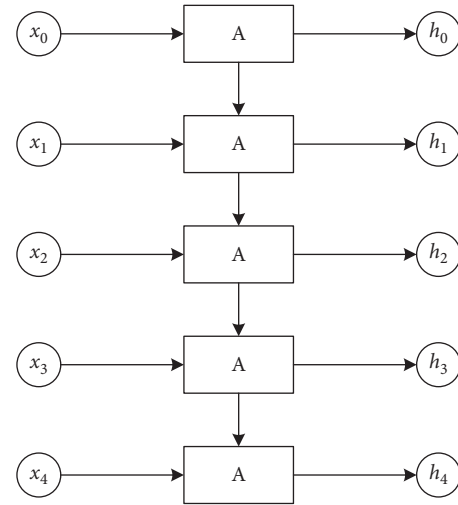 x₀ A h₀
x₁ A h₁
x₂ A h₂
x₃ A h₃
x₄ A h₄